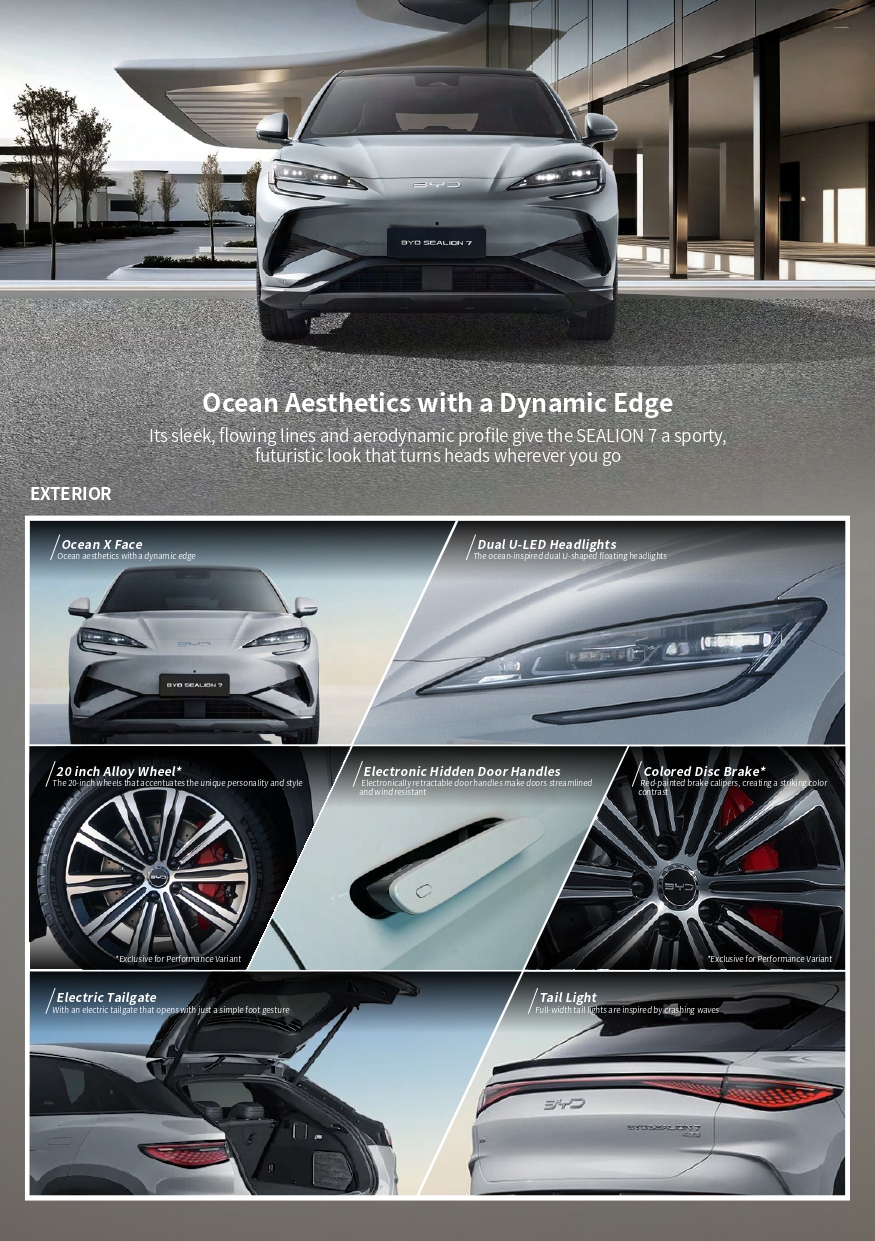 BYD
BYD SEALION 7
Ocean Aesthetics with a Dynamic Edge
Its sleek, flowing lines and aerodynamic profile give the SEALION 7 a sporty,
futuristic look that turns heads wherever you go
EXTERIOR
Ocean X Face
Ocean aesthetics with a dynamic edge
BYD
BYD SEALION 7
Dual U-LED Headlights
The ocean-inspired dual U-shaped floating headlights
20 inch Alloy Wheel*
The 20-inch wheels that accentuates the unique personality and style
BYD
*Exclusive for Performance Variant
Electronic Hidden Door Handles
Electronically retractable door handles make doors streamlined
and wind resistant
Colored Disc Brake*
Red-painted brake calipers, creating a striking color
contrast
BYD
*Exclusive for Performance Variant
Electric Tailgate
With an electric tailgate that opens with just a simple foot gesture
Tail Light
Full-width tail lights are inspired by crashing waves
BYD